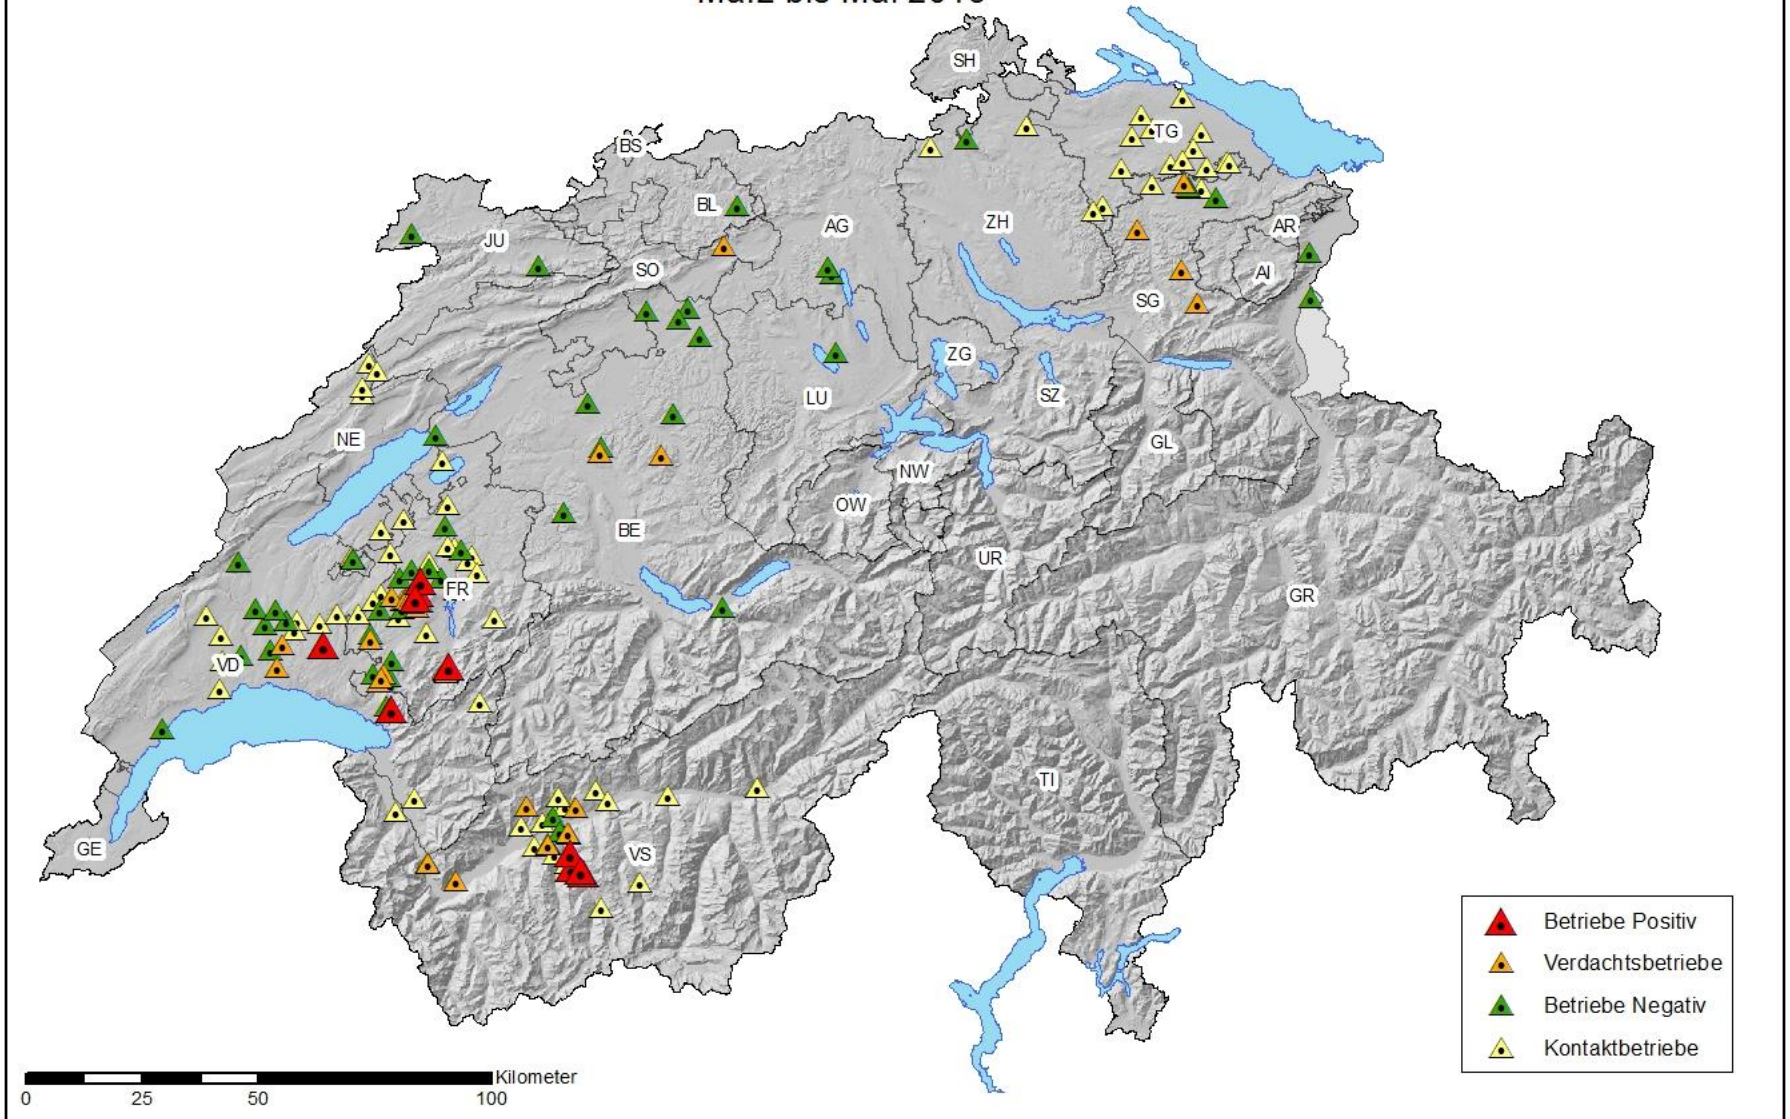 SH
BS
TG
BL
AG
ZH
AR
JU
SO
AI
SG
ZG
LU
SZ
NE
GL
NW
OW
BE
UR
FR
GR
VD
TI
GE
VS
Betriebe Positiv
Verdachtsbetriebe
Betriebe Negativ
Kontaktbetriebe
Kilometer
0 25 50 100